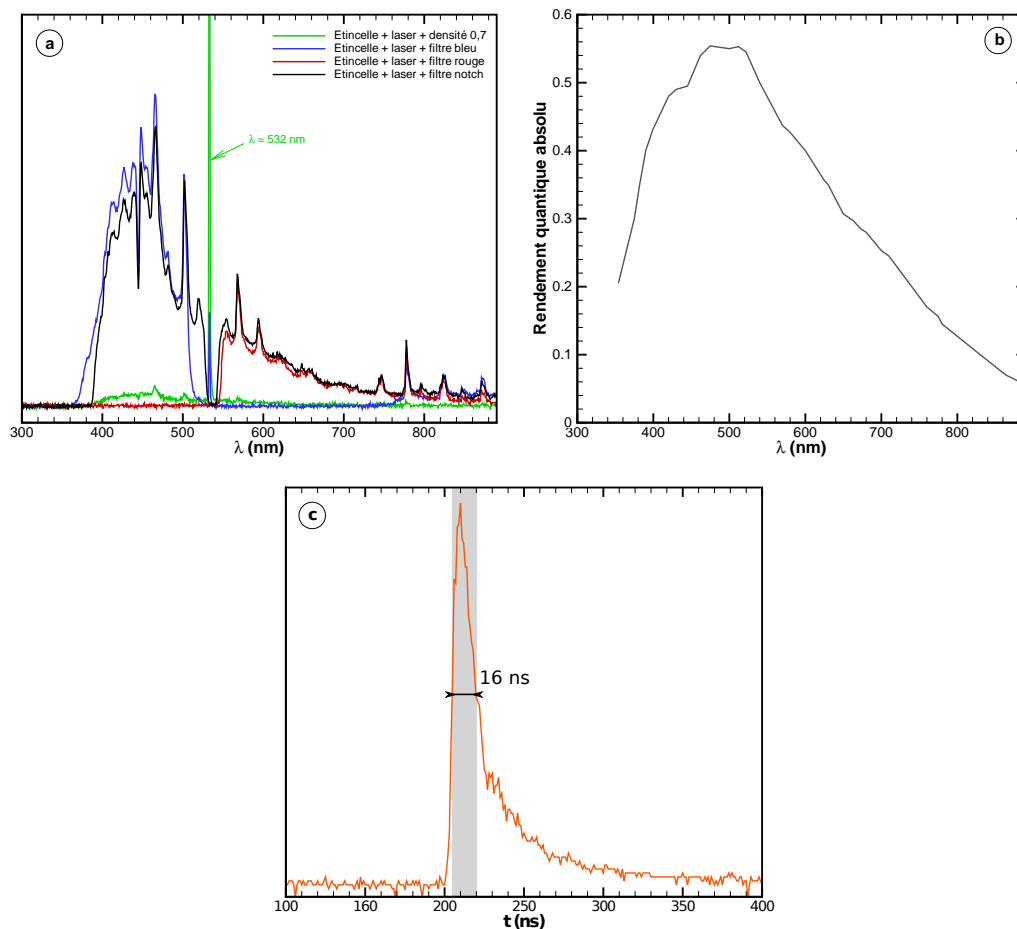 a
Etincelle + laser + densité 0,7
Etincelle + laser + filtre bleu
Etincelle + laser + filtre rouge
Etincelle + laser + filtre notch
λ = 532 nm
300 400 500 600 700 800
λ (nm)
b
Rendement quantique absolu
0.6
0.5
0.4
0.3
0.2
0.1
0
300 400 500 600 700 800
λ (nm)
c
16 ns
100 150 200 250 300 350 400
t (ns)